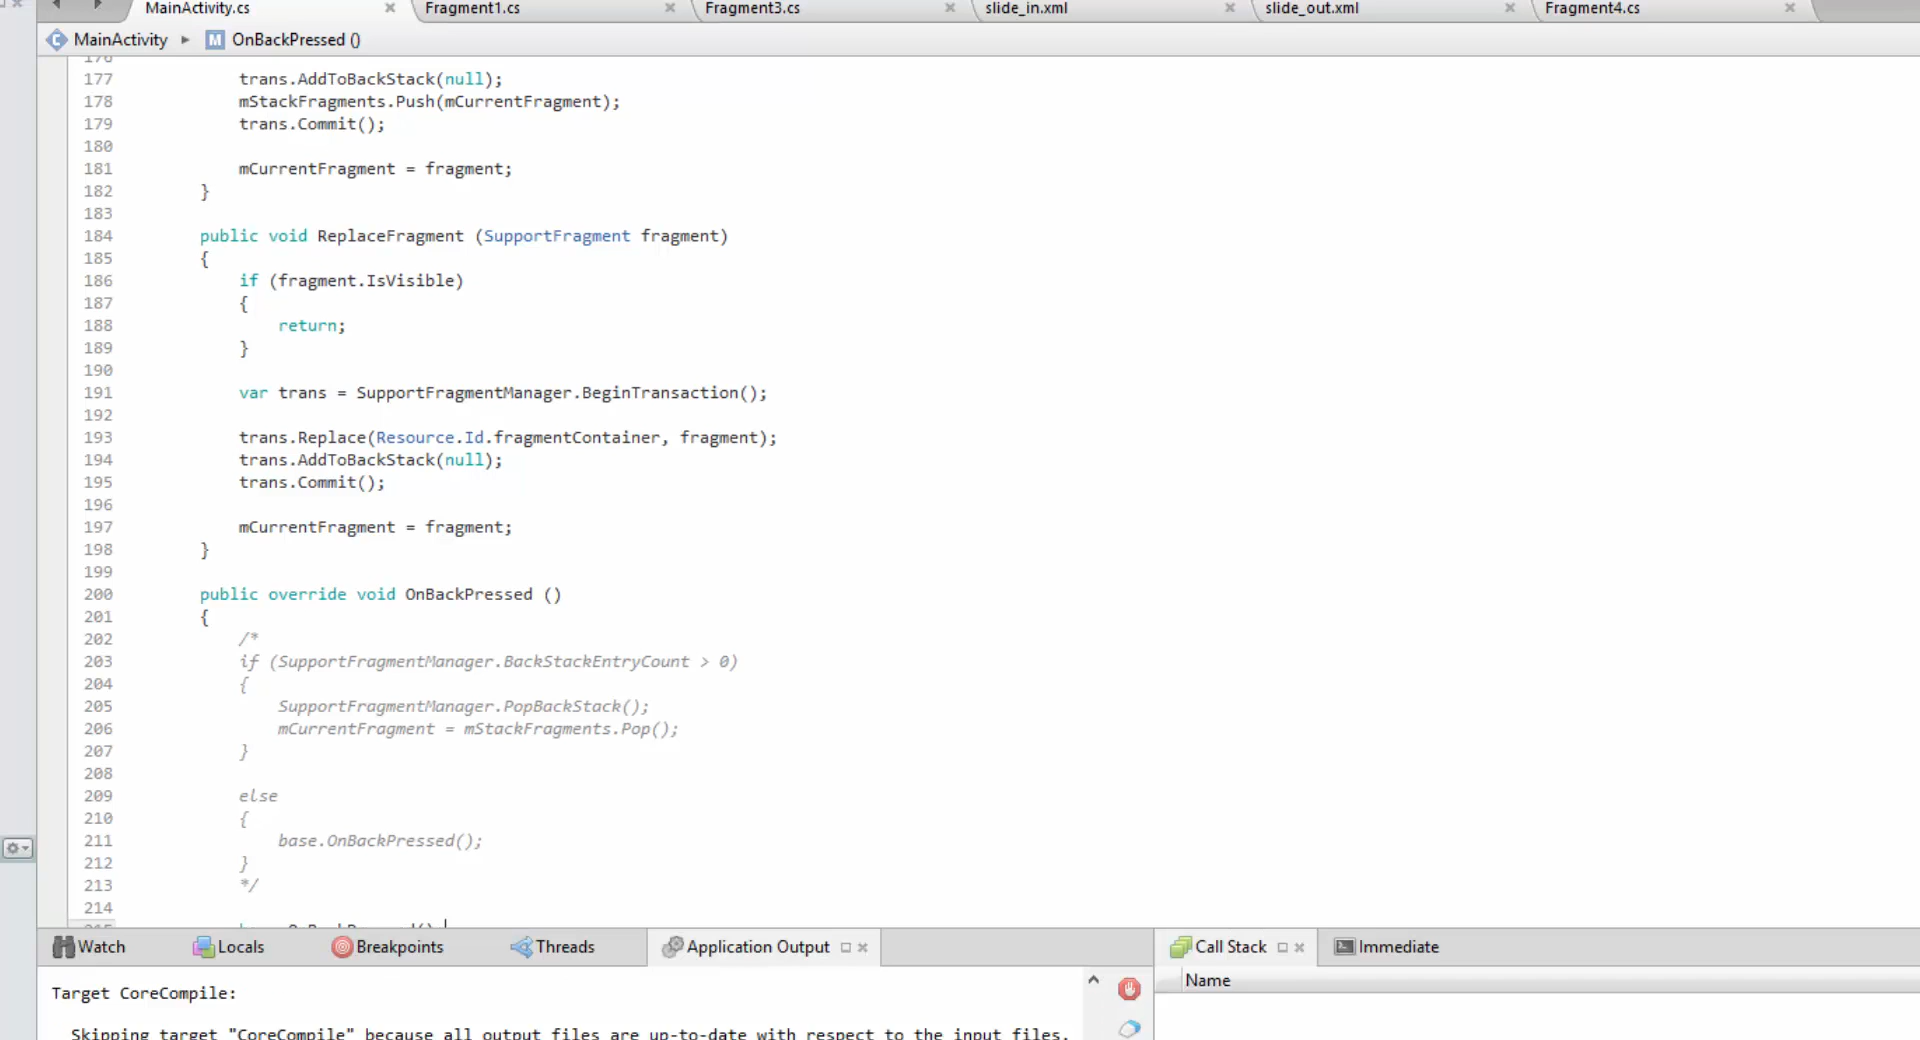 MainActivity.cs Fragment1.cs Fragment3.cs slide_in.xml slide_out.xml Fragment4.cs
MainActivity OnBackPressed ()
176
177 trans.AddToBackStack(null);
178 mStackFragments.Push(mCurrentFragment);
179 trans.Commit();
180
181 mCurrentFragment = fragment;
182 }
183
184 public void ReplaceFragment (SupportFragment fragment)
185 {
186 if (fragment.IsVisible)
187 {
188 return;
189 }
190
191 var trans = SupportFragmentManager.BeginTransaction();
192
193 trans.Replace(Resource.Id.fragmentContainer, fragment);
194 trans.AddToBackStack(null);
195 trans.Commit();
196
197 mCurrentFragment = fragment;
198 }
199
200 public override void OnBackPressed ()
201 {
202 /*
203 if (SupportFragmentManager.BackStackEntryCount > 0)
204 {
205 SupportFragmentManager.PopBackStack();
206 mCurrentFragment = mStackFragments.Pop();
207 }
208
209 else
210 {
211 base.OnBackPressed();
212 }
213 */
214
Watch Locals Breakpoints Threads Application Output Call Stack Immediate
Name
Target CoreCompile:
Skipping target "CoreCompile" because all output files are up-to-date with respect to the input files.